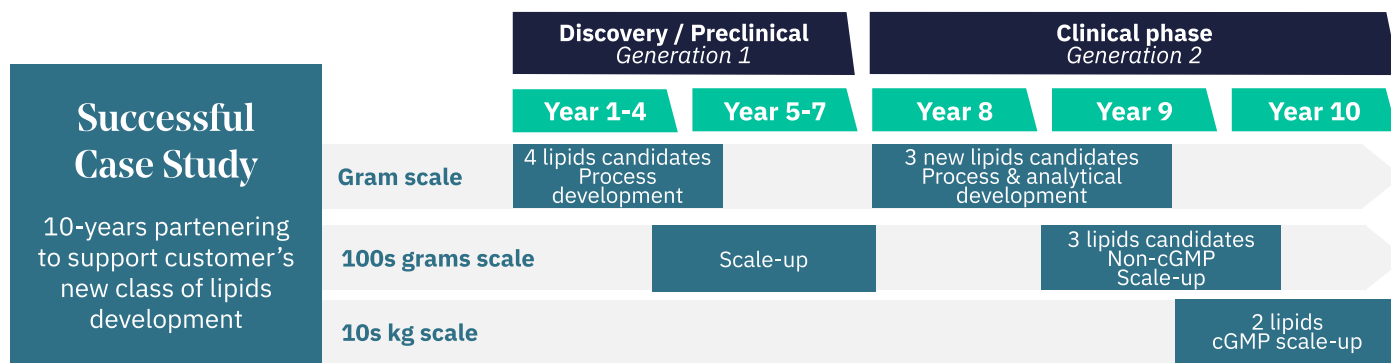 Successful
Case Study
10-years partenering
to support customer's
new class of lipids
development
Discovery / Preclinical
Generation 1
Clinical phase
Generation 2
Year 1-4
Year 5-7
Year 8
Year 9
Year 10
Gram scale
4 lipids candidates
Process
development
3 new lipids candidates
Process & analytical
development
100s grams scale
Scale-up
3 lipids candidates
Non-cGMP
Scale-up
10s kg scale
2 lipids
cGMP scale-up